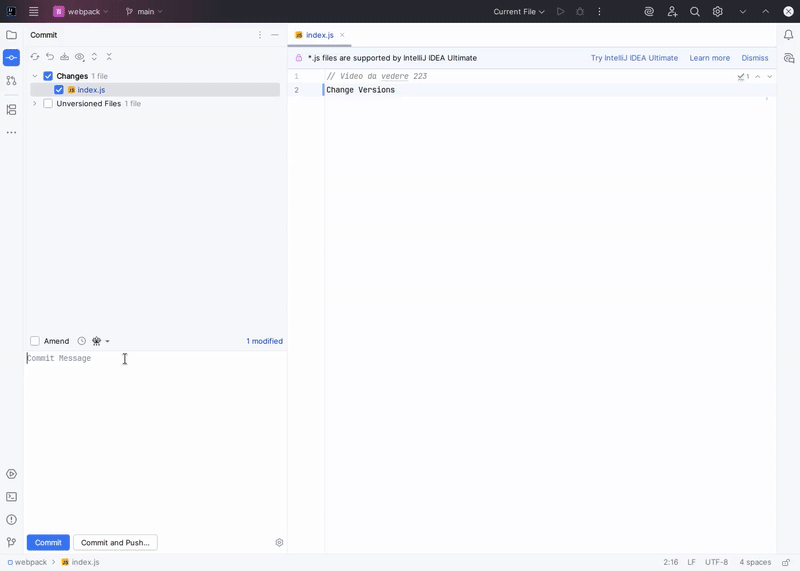 webpack
main
Current File
Commit
index.js
*.js files are supported by IntelliJ IDEA Ultimate
Try IntelliJ IDEA Ultimate
Learn more
Dismiss
Changes 1 file
index.js
Unversioned Files 1 file
1 // Video da vedere 223
2 Change Versions
1
Amend
1 modified
Commit Message
Commit
Commit and Push...
webpack
index.js
2:16
LF
UTF-8
4 spaces